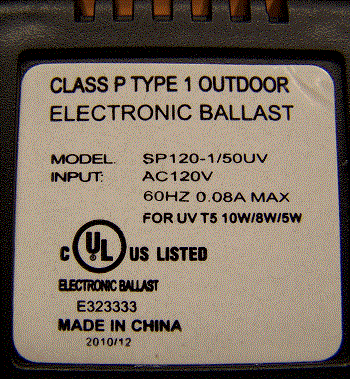 CLASS P TYPE 1 OUTDOOR
ELECTRONIC BALLAST
MODEL: SP120-1/50UV
INPUT: AC120V
60HZ 0.08A MAX
FOR UV T5 10W/8W/5W
C UL US LISTED
ELECTRONIC BALLAST
E323333
MADE IN CHINA
2010/12